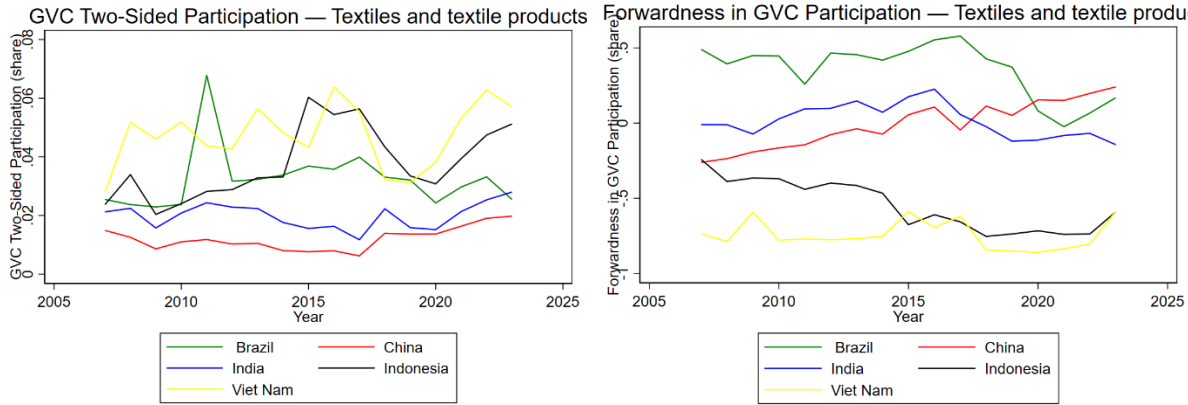 GVC Two-Sided Participation — Textiles and textile products
GVC Two-Sided Participation (share)
.08
.06
.04
.02
0
2005 2010 2015 2020 2025
Year
Brazil China
India Indonesia
Viet Nam
Forwardness in GVC Participation — Textiles and textile produ
Forwardness in GVC Participation (share)
.5
0
-.5
-1
2005 2010 2015 2020 2025
Year
Brazil China
India Indonesia
Viet Nam